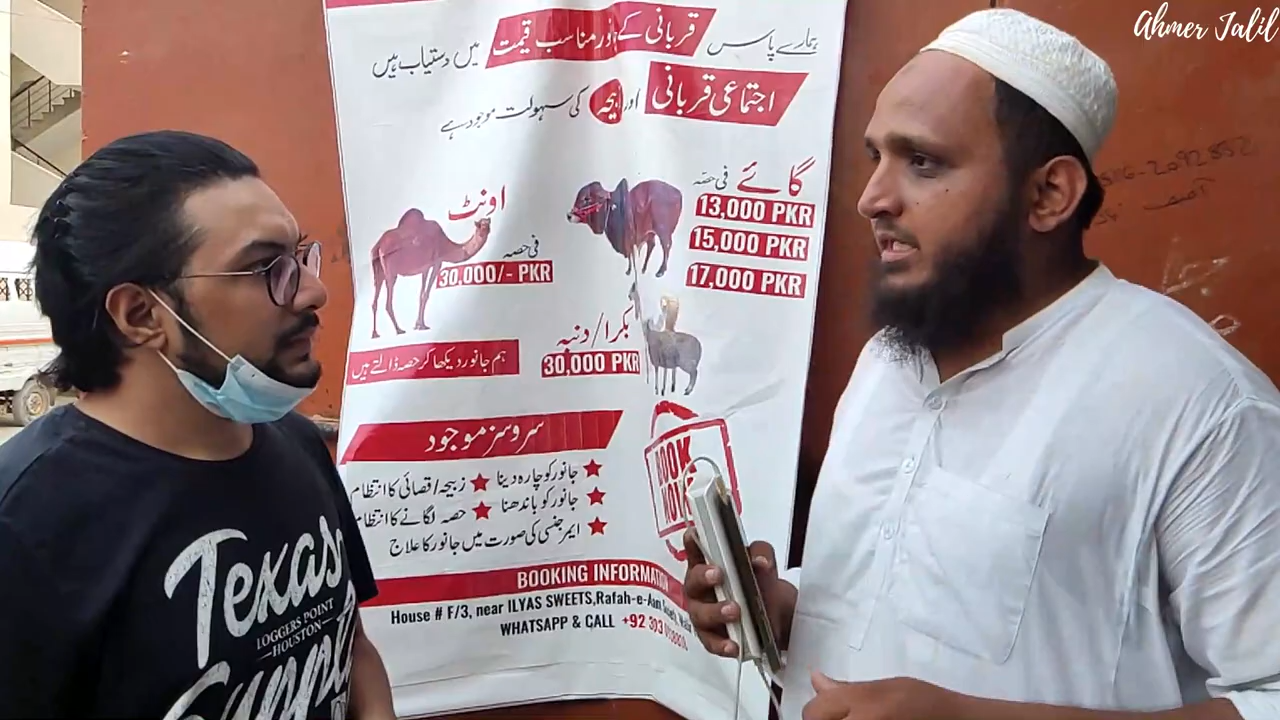 Ahmer Jalil
ہمارے پاس قربانی کے جانور مناسب قیمت میں دستیاب ہیں
اجتماعی قربانی اور ذبیحہ کی سہولت موجود ہے
گائے فی حصہ
13,000 PKR
15,000 PKR
17,000 PKR
اونٹ
فی حصہ
30,000/- PKR
بکرا/دنبہ
30,000 PKR
ہم جانور دیکھا کر حصہ ڈالتے ہیں
سروسز موجود
جانور کو چارہ دینا ★ زبیحہ/قصائی کا انتظام
جانور کو باندھنا ★ حصہ لگانے کا انتظام
ایمرجنسی کی صورت میں جانور کا علاج
BOOK NOW
BOOKING INFORMATION
House # F/3, near ILYAS SWEETS, Rafah-e-Aam
WHATSAPP & CALL +92 303
Texas
LOGGERS POINT
HOUSTON